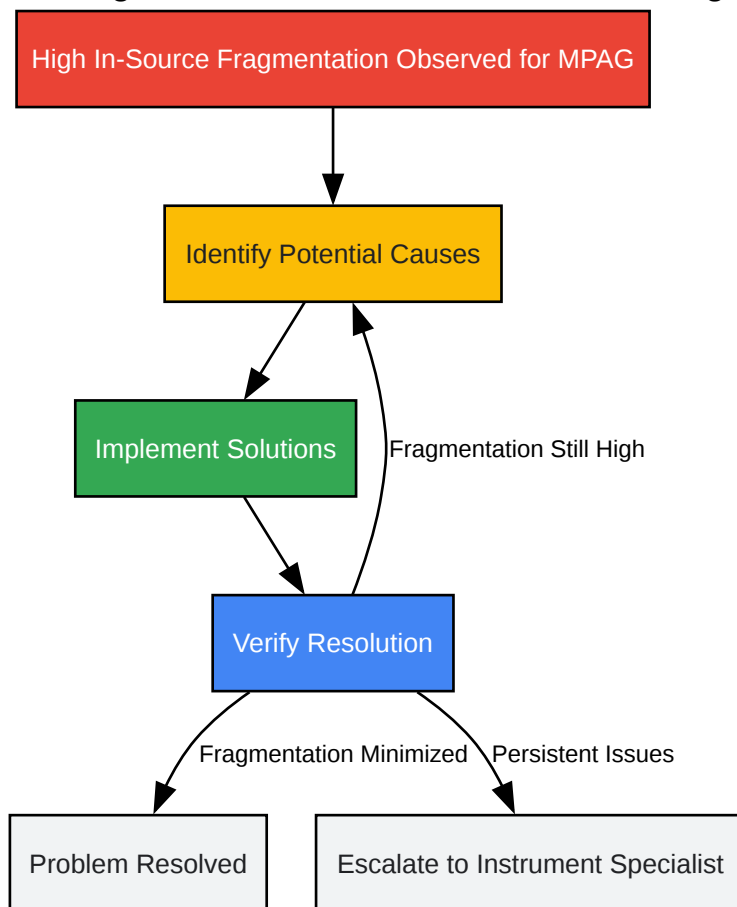 High In-Source Fragmentation Observed for MPAG
Identify Potential Causes
Implement Solutions
Fragmentation Still High
Verify Resolution
Fragmentation Minimized
Persistent Issues
Problem Resolved
Escalate to Instrument Specialist